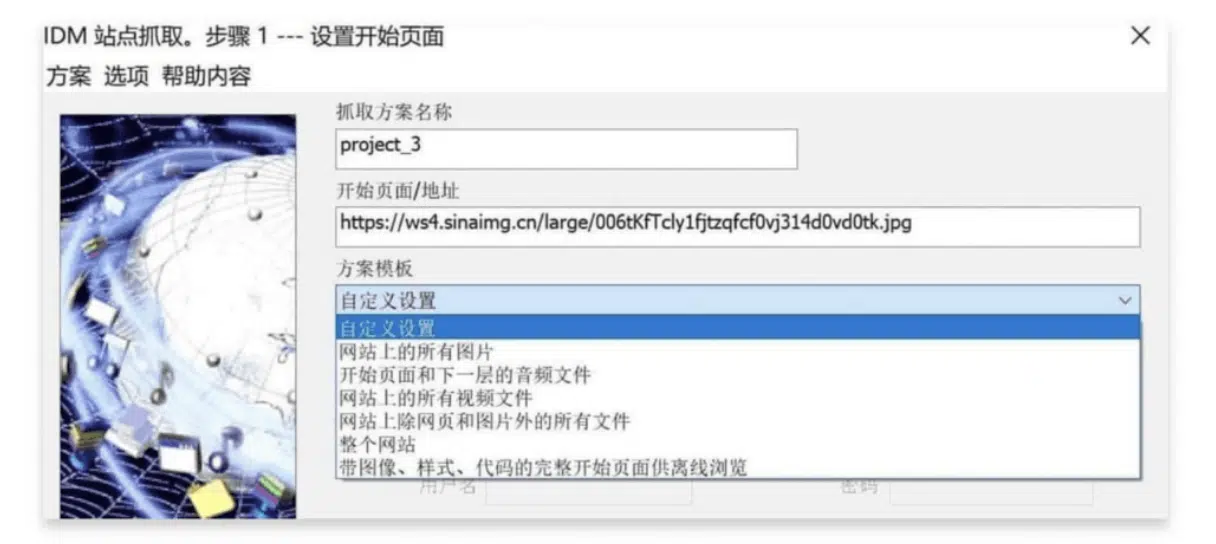 IDM 站点抓取。步骤 1 --- 设置开始页面
方案 选项 帮助内容
抓取方案名称
project_3
开始页面/地址
https://ws4.sinaimg.cn/large/006tKfTcly1fjtzqfcf0vj314d0vd0tk.jpg
方案模板
自定义设置
自定义设置
网站上的所有图片
开始页面和下一层的音频文件
网站上的所有视频文件
网站上除网页和图片外的所有文件
整个网站
带图像、样式、代码的完整开始页面供离线浏览
用户名 密码